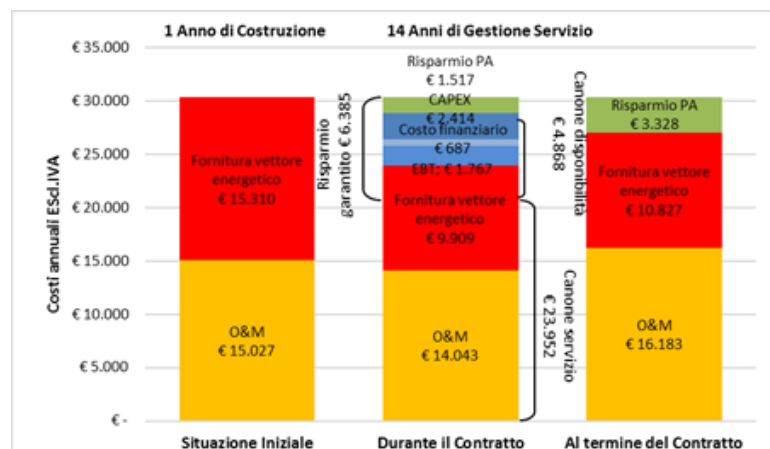 1 Anno di Costruzione
14 Anni di Gestione Servizio
€ 35.000
€ 30.000
€ 25.000
€ 20.000
€ 15.000
€ 10.000
€ 5.000
€ -
Costi annuali ESd.IVA
Fornitura vettore
energetico
€ 15.310
O&M
€ 15.027
Situazione Iniziale
Risparmio
garantito € 6.385
Risparmio PA
€ 1.517
CAPEX
€ 2.414
Costo finanziario
€ 687
EBT; € 1.767
Fornitura vettore
energetico
€ 9.909
O&M
€ 14.043
Durante il Contratto
Canone disponibilità
€ 4.868
Canone servizio
€ 23.952
Risparmio PA
€ 3.328
Fornitura vettore
energetico
€ 10.827
O&M
€ 16.183
Al termine del Contratto